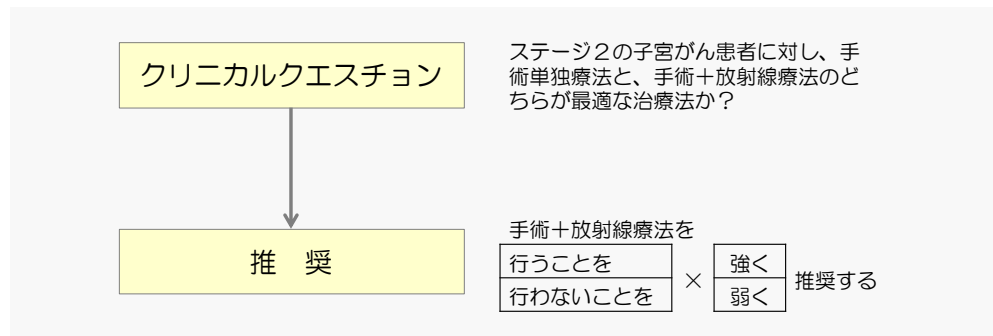 クリニカルクエスチョン
ステージ２の子宮がん患者に対し、手
術単独療法と、手術＋放射線療法のど
ちらが最適な治療法か？
推　奨
手術＋放射線療法を
行うことを
行わないことを
×
強く
弱く
推奨する